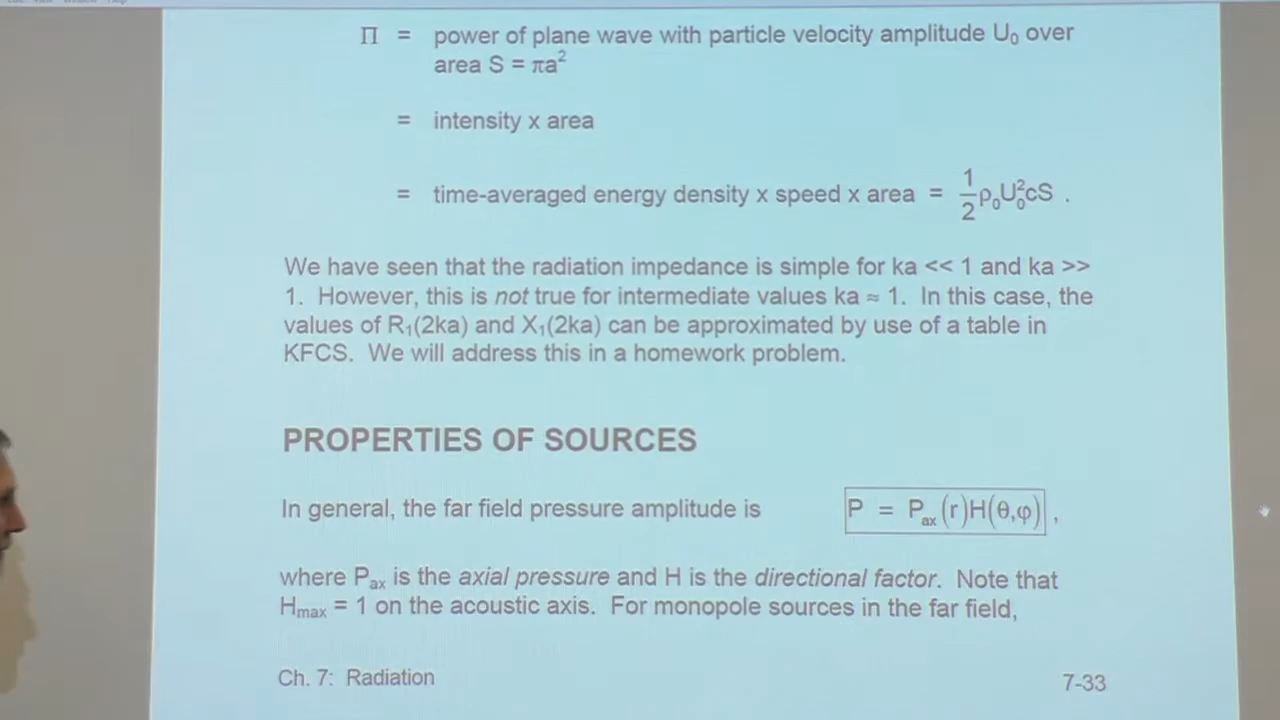 Π = power of plane wave with particle velocity amplitude U₀ over
area S = πa²
= intensity x area
= time-averaged energy density x speed x area = 1/2 ρ₀U₀²cS .
We have seen that the radiation impedance is simple for ka << 1 and ka >>
1. However, this is not true for intermediate values ka ≈ 1. In this case, the
values of R₁(2ka) and X₁(2ka) can be approximated by use of a table in
KFCS. We will address this in a homework problem.
PROPERTIES OF SOURCES
In general, the far field pressure amplitude is P = Pₐₓ(r)H(θ,φ) ,
where Pₐₓ is the axial pressure and H is the directional factor. Note that
Hₘₐₓ = 1 on the acoustic axis. For monopole sources in the far field,
Ch. 7: Radiation 7-33